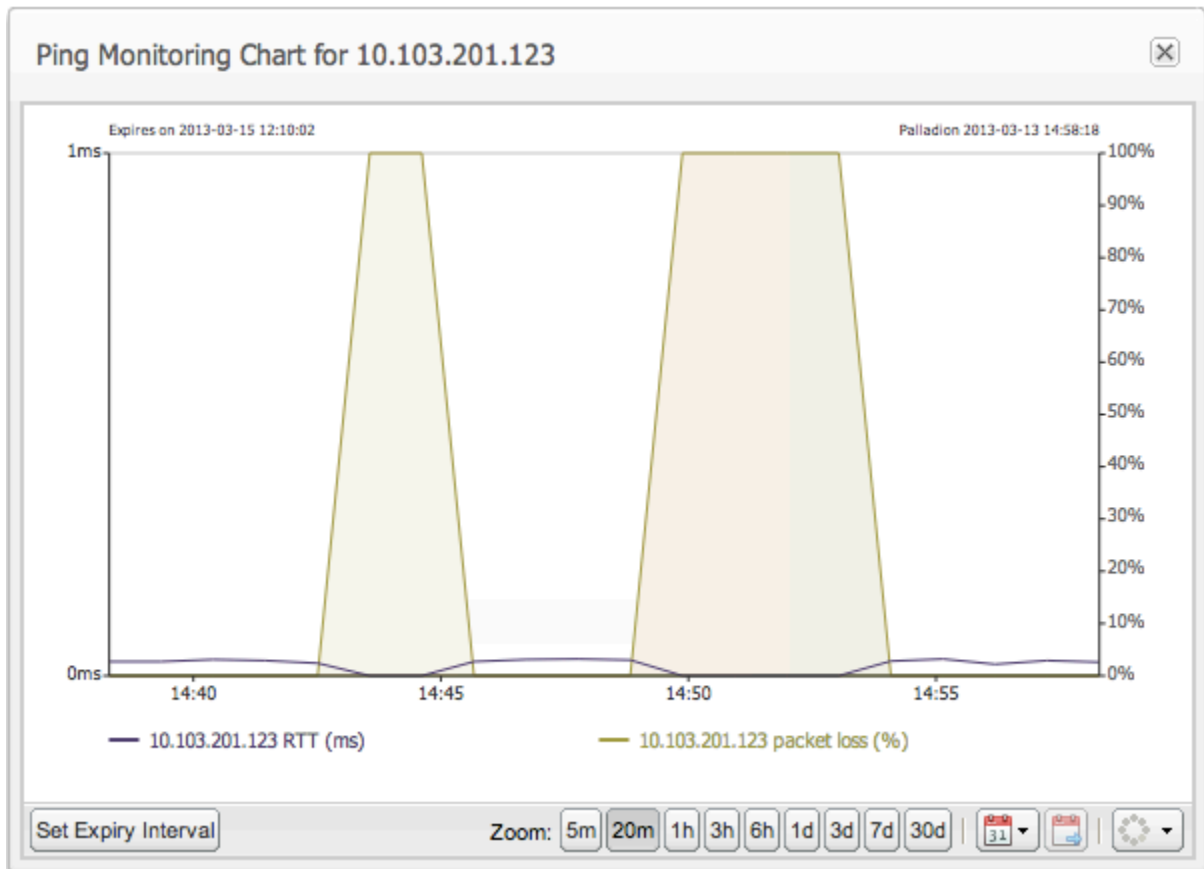 Ping Monitoring Chart for 10.103.201.123
Expires on 2013-03-15 12:10:02 Palladion 2013-03-13 14:58:18
1ms 100%
90%
80%
70%
60%
50%
40%
30%
20%
10%
0ms 0%
14:40 14:45 14:50 14:55
10.103.201.123 RTT (ms) 10.103.201.123 packet loss (%)
Set Expiry Interval Zoom: 5m 20m 1h 3h 6h 1d 3d 7d 30d 31